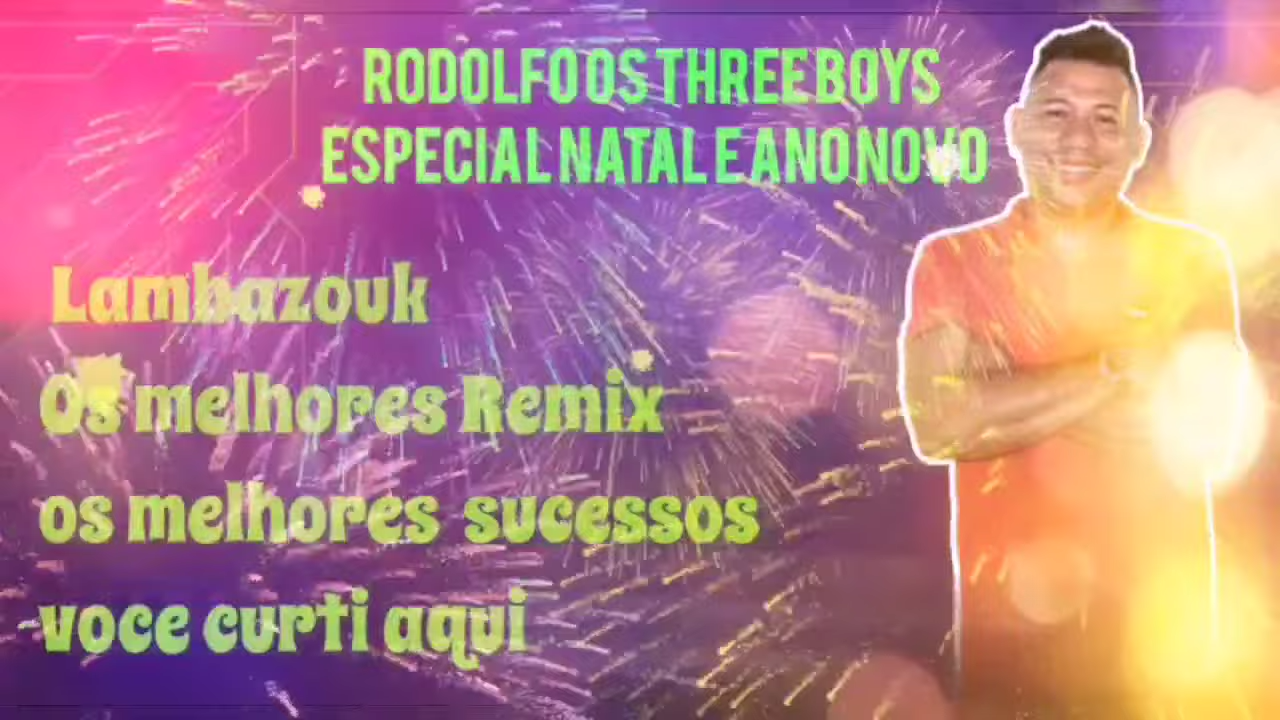 RODOLFO OS THREE BOYS
ESPECIAL NATAL E ANO NOVO
Lambazouk
Os melhores Remix
os melhores sucessos
voce curti aqui